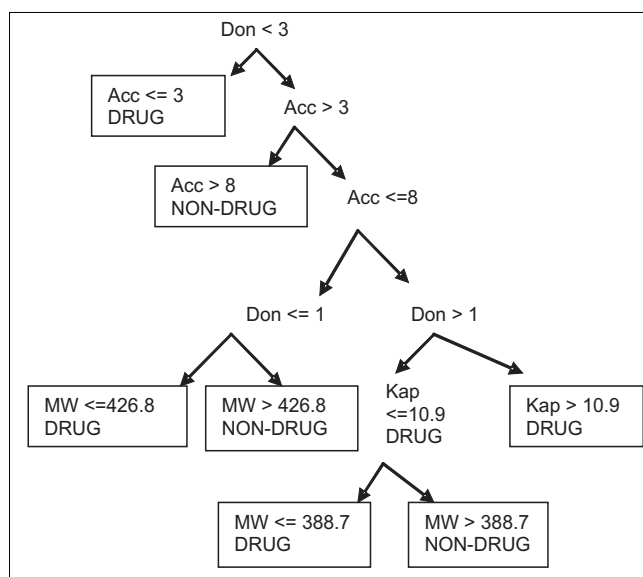 Don < 3
Acc <= 3
DRUG
Acc > 3
Acc > 8
NON-DRUG
Acc <=8
Don <= 1
Don > 1
MW <=426.8
DRUG
MW > 426.8
NON-DRUG
Kap
<=10.9
DRUG
Kap > 10.9
DRUG
MW <= 388.7
DRUG
MW > 388.7
NON-DRUG